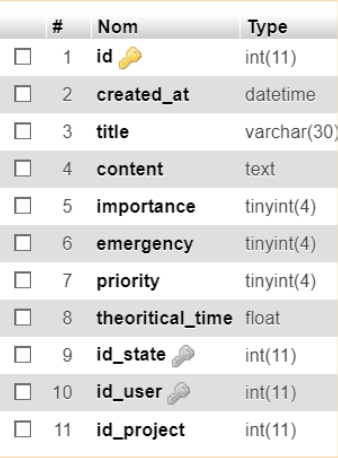 # Nom Type
1 id int(11)
2 created_at datetime
3 title varchar(30)
4 content text
5 importance tinyint(4)
6 emergency tinyint(4)
7 priority tinyint(4)
8 theoritical_time float
9 id_state int(11)
10 id_user int(11)
11 id_project int(11)